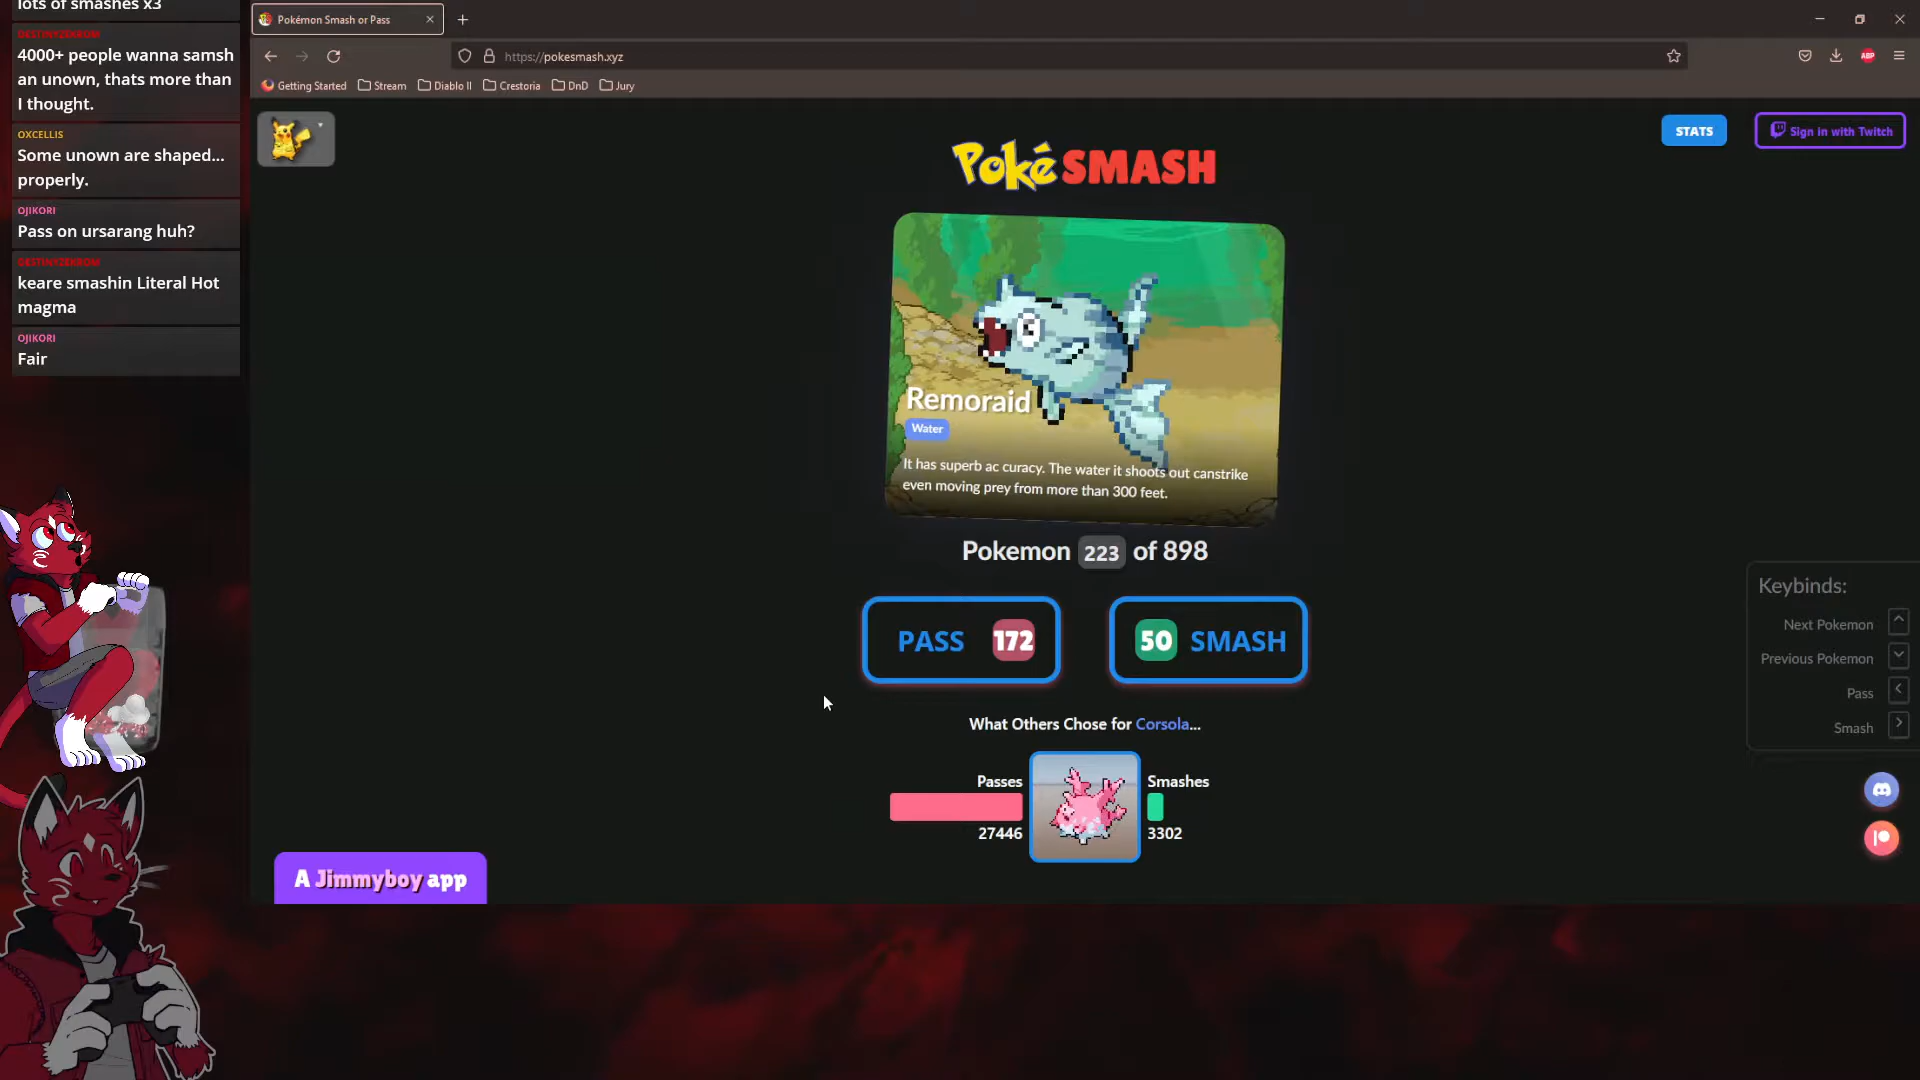 lots of smashes x3
DESTINYZEKROM
4000+ people wanna samsh
an unown, thats more than
I thought.
OXCELLIS
Some unown are shaped...
properly.
OJIKORI
Pass on ursarang huh?
DESTINYZEKROM
keare smashin Literal Hot
magma
OJIKORI
Fair
Pokémon Smash or Pass
https://pokesmash.xyz
ABP
Getting Started
Stream
Diablo II
Crestoria
DnD
Jury
STATS
Sign in with Twitch
Poké SMASH
Remoraid
Water
It has superb ac curacy. The water it shoots out canstrike
even moving prey from more than 300 feet.
Pokemon 223 of 898
PASS 172
50 SMASH
What Others Chose for Corsola...
Passes
27446
Smashes
3302
Keybinds:
Next Pokemon
Previous Pokemon
Pass
Smash
A Jimmyboy app